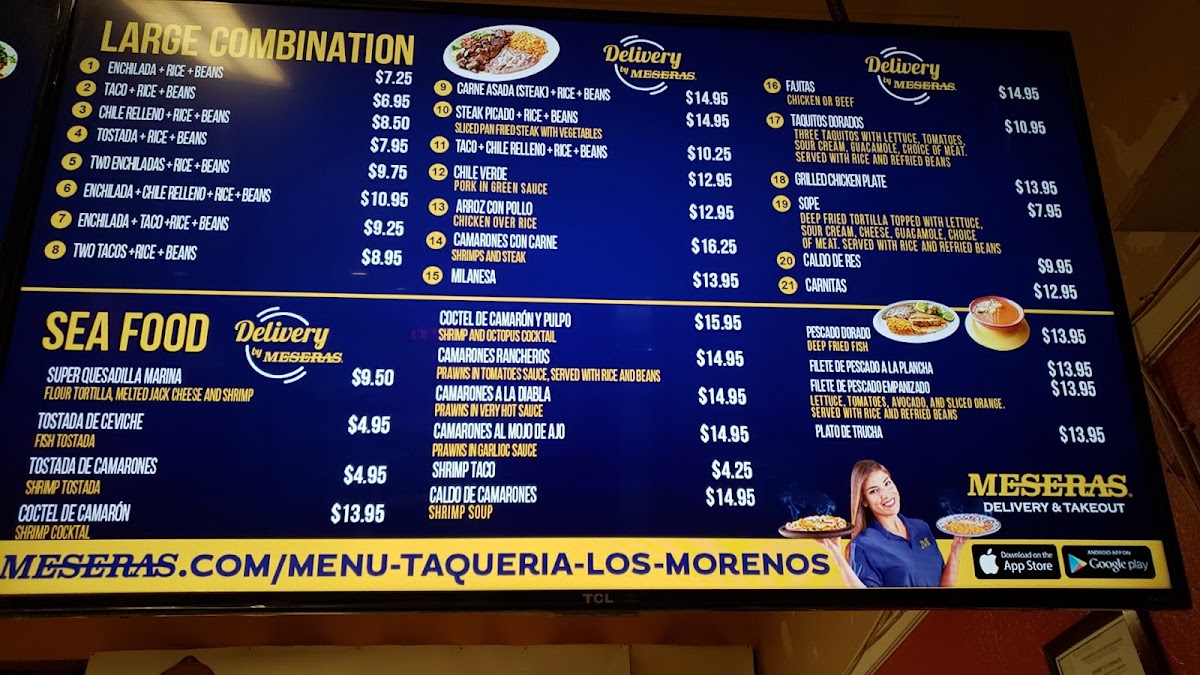 LARGE COMBINATION
1 ENCHILADA + RICE + BEANS $7.25
2 TACO + RICE + BEANS $6.95
3 CHILE RELLENO + RICE + BEANS $8.50
4 TOSTADA + RICE + BEANS $7.95
5 TWO ENCHILADAS + RICE + BEANS $9.75
6 ENCHILADA + CHILE RELLENO + RICE + BEANS $10.95
7 ENCHILADA + TACO +RICE + BEANS $9.25
8 TWO TACOS +RICE + BEANS $8.95
Delivery
by MESERAS
9 CARNE ASADA (STEAK) + RICE + BEANS $14.95
10 STEAK PICADO + RICE + BEANS $14.95
SLICED PAN FRIED STEAK WITH VEGETABLES
11 TACO + CHILE RELLENO + RICE + BEANS $10.25
12 CHILE VERDE $12.95
PORK IN GREEN SAUCE
13 ARROZ CON POLLO $12.95
CHICKEN OVER RICE
14 CAMARONES CON CARNE $16.25
SHRIMPS AND STEAK
15 MILANESA $13.95
Delivery
by MESERAS
16 FAJITAS $14.95
CHICKEN OR BEEF
17 TAQUITOS DORADOS $10.95
THREE TAQUITOS WITH LETTUCE, TOMATOES,
SOUR CREAM, GUACAMOLE, CHOICE OF MEAT.
SERVED WITH RICE AND REFRIED BEANS
18 GRILLED CHICKEN PLATE $13.95
19 SOPE $7.95
DEEP FRIED TORTILLA TOPPED WITH LETTUCE,
SOUR CREAM, CHEESE, GUACAMOLE, CHOICE
OF MEAT. SERVED WITH RICE AND REFRIED BEANS
20 CALDO DE RES $9.95
21 CARNITAS $12.95
SEA FOOD
Delivery
by MESERAS
SUPER QUESADILLA MARINA $9.50
FLOUR TORTILLA, MELTED JACK CHEESE AND SHRIMP
TOSTADA DE CEVICHE $4.95
FISH TOSTADA
TOSTADA DE CAMARONES $4.95
SHRIMP TOSTADA
COCTEL DE CAMARÓN $13.95
SHRIMP COCKTAL
COCTEL DE CAMARÓN Y PULPO $15.95
SHRIMP AND OCTOPUS COCKTAIL
CAMARONES RANCHEROS $14.95
PRAWNS IN TOMATOES SAUCE, SERVED WITH RICE AND BEANS
CAMARONES A LA DIABLA $14.95
PRAWNS IN VERY HOT SAUCE
CAMARONES AL MOJO DE AJO $14.95
PRAWNS IN GARLIOC SAUCE
SHRIMP TACO $4.25
CALDO DE CAMARONES $14.95
SHRIMP SOUP
PESCADO DORADO $13.95
DEEP FRIED FISH
FILETE DE PESCADO A LA PLANCHA $13.95
FILETE DE PESCADO EMPANIZADO $13.95
LETTUCE, TOMATOES, AVOCADO, AND SLICED ORANGE.
SERVED WITH RICE AND REFRIED BEANS
PLATO DE TRUCHA $13.95
MESERAS
DELIVERY & TAKEOUT
MESERAS.COM/MENU-TAQUERIA-LOS-MORENOS
Download on the
App Store
ANDROID APP ON
Google play
TCL